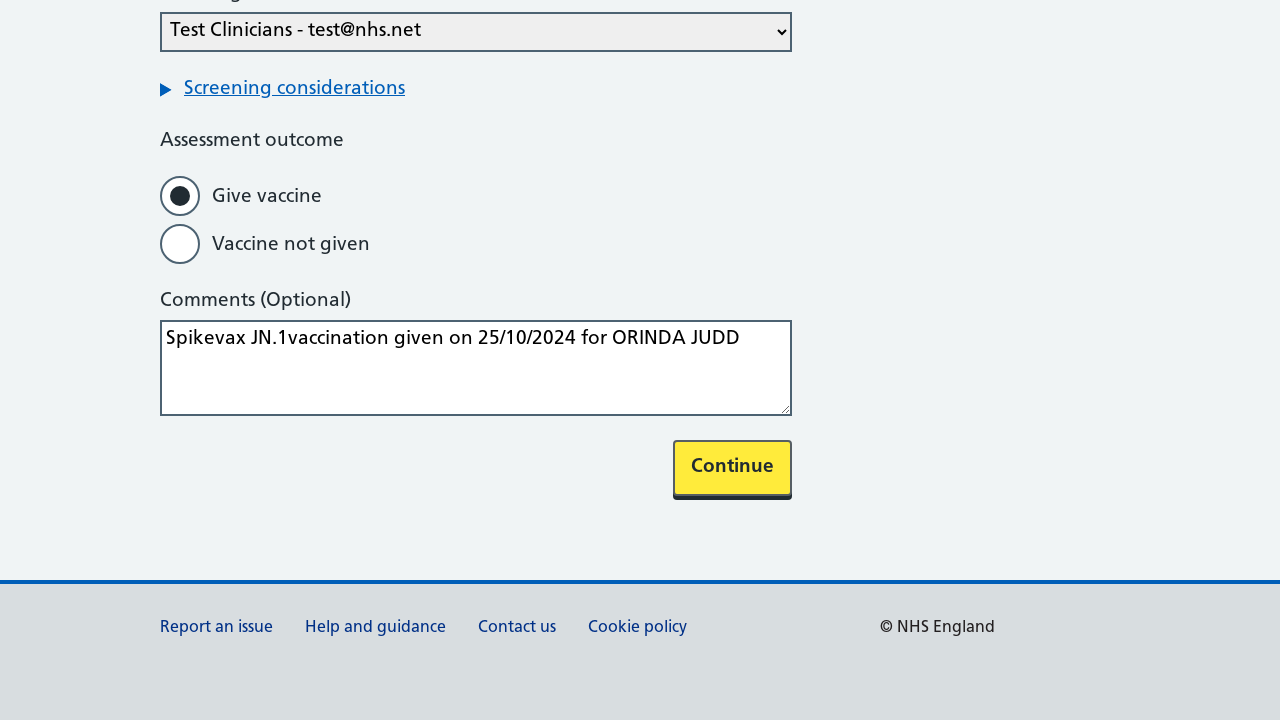 Test Clinicians - test@nhs.net
Screening considerations
Assessment outcome
Give vaccine
Vaccine not given
Comments (Optional)
Spikevax JN.1vaccination given on 25/10/2024 for ORINDA JUDD
Continue
Report an issue Help and guidance Contact us Cookie policy © NHS England